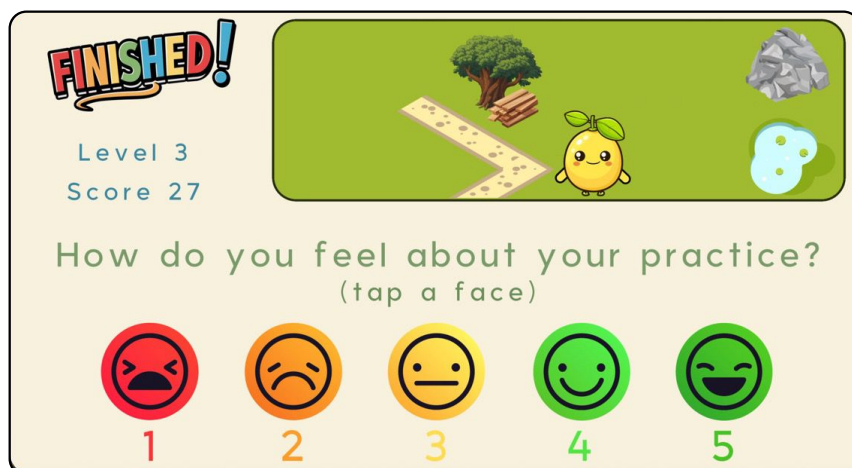 FINISHED!
Level 3
Score 27
How do you feel about your practice?
(tap a face)
1 2 3 4 5